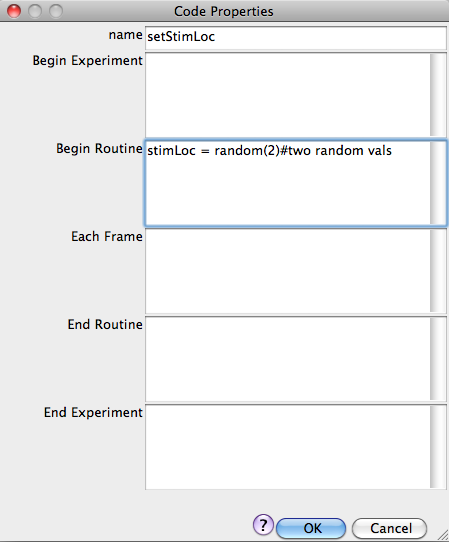 Code Properties
name setStimLoc
Begin Experiment
Begin Routine stimLoc = random(2)#two random vals
Each Frame
End Routine
End Experiment
? OK Cancel